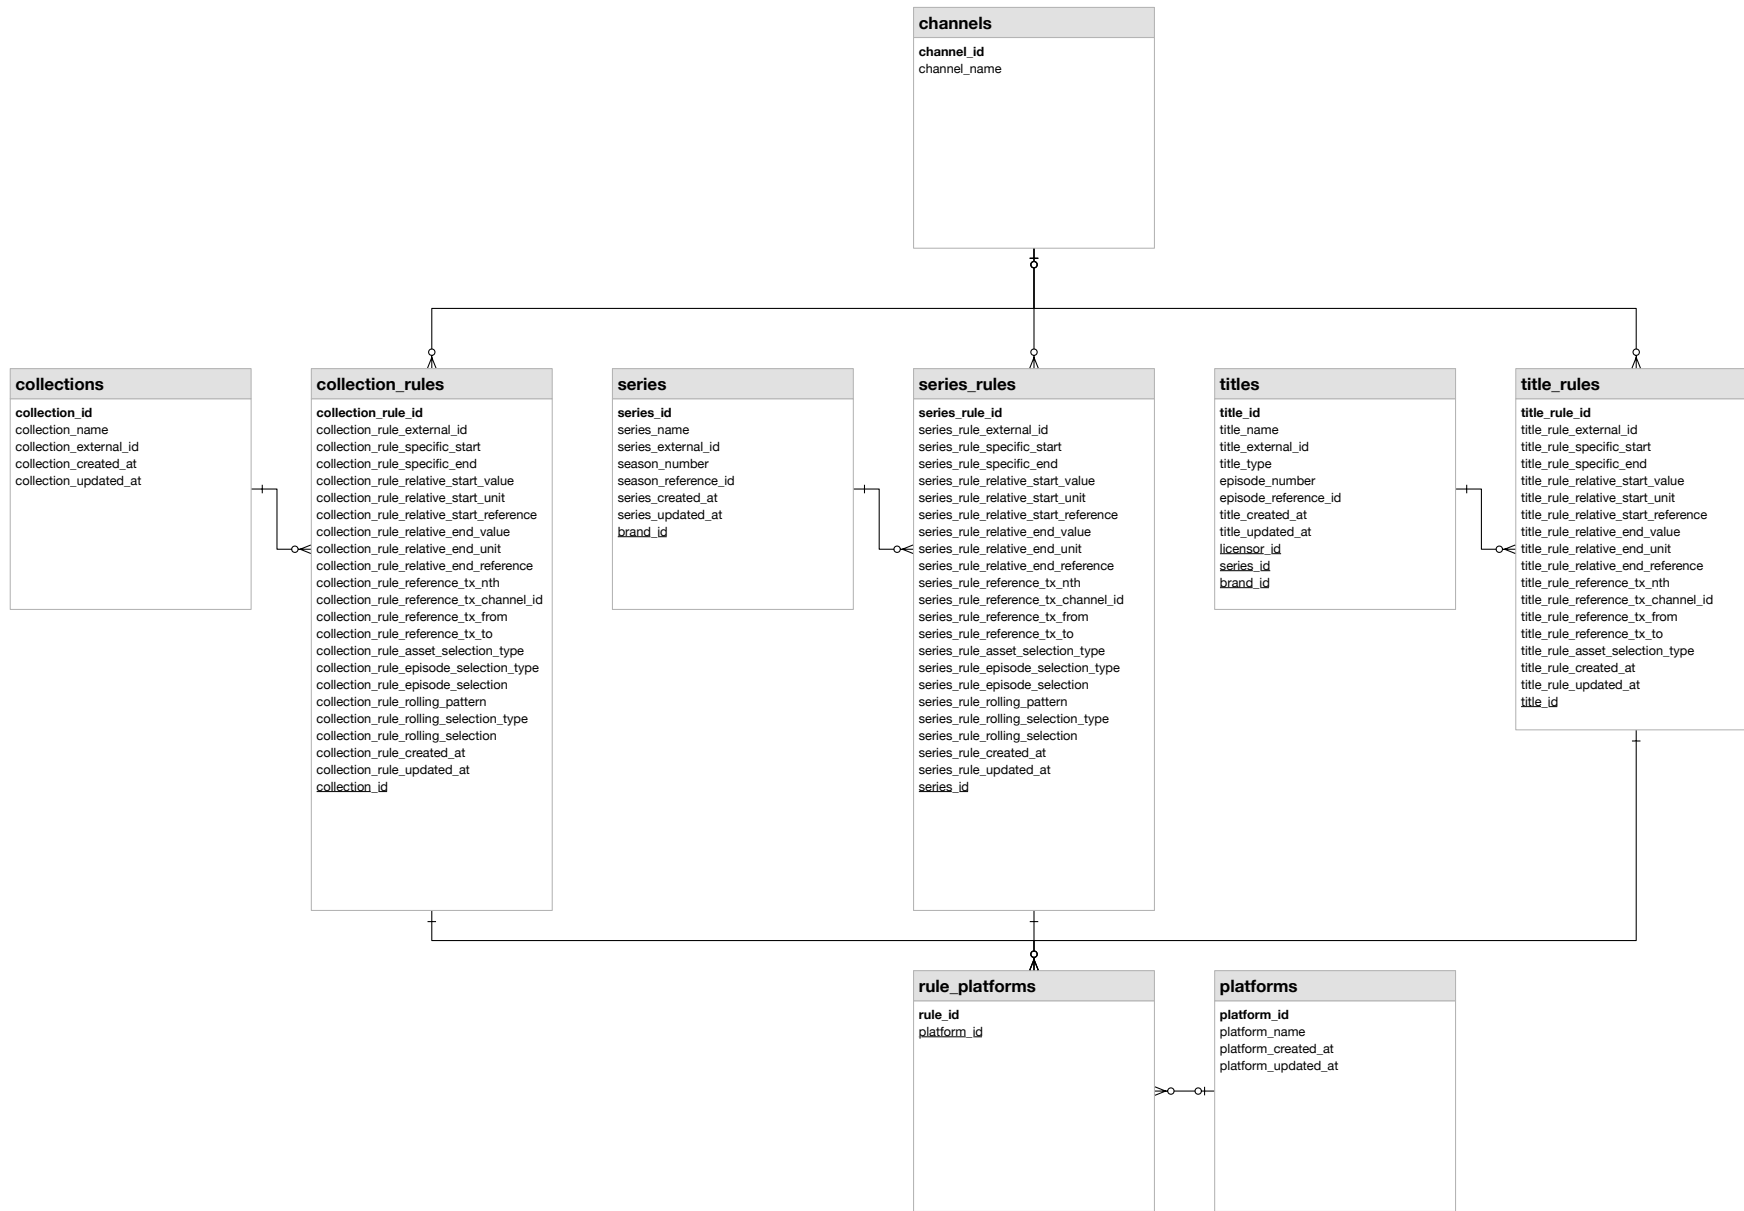 channels
channel_id
channel_name
collections
collection_id
collection_name
collection_external_id
collection_created_at
collection_updated_at
collection_rules
collection_rule_id
collection_rule_external_id
collection_rule_specific_start
collection_rule_specific_end
collection_rule_relative_start_value
collection_rule_relative_start_unit
collection_rule_relative_start_reference
collection_rule_relative_end_value
collection_rule_relative_end_unit
collection_rule_relative_end_reference
collection_rule_reference_tx_nth
collection_rule_reference_tx_channel_id
collection_rule_reference_tx_from
collection_rule_reference_tx_to
collection_rule_asset_selection_type
collection_rule_episode_selection_type
collection_rule_episode_selection
collection_rule_rolling_pattern
collection_rule_rolling_selection_type
collection_rule_rolling_selection
collection_rule_created_at
collection_rule_updated_at
collection_id
series
series_id
series_name
series_external_id
season_number
season_reference_id
series_created_at
series_updated_at
brand_id
series_rules
series_rule_id
series_rule_external_id
series_rule_specific_start
series_rule_specific_end
series_rule_relative_start_value
series_rule_relative_start_unit
series_rule_relative_start_reference
series_rule_relative_end_value
series_rule_relative_end_unit
series_rule_relative_end_reference
series_rule_reference_tx_nth
series_rule_reference_tx_channel_id
series_rule_reference_tx_from
series_rule_reference_tx_to
series_rule_asset_selection_type
series_rule_episode_selection_type
series_rule_episode_selection
series_rule_rolling_pattern
series_rule_rolling_selection_type
series_rule_rolling_selection
series_rule_created_at
series_rule_updated_at
series_id
titles
title_id
title_name
title_external_id
title_type
episode_number
episode_reference_id
title_created_at
title_updated_at
licensor_id
series_id
brand_id
title_rules
title_rule_id
title_rule_external_id
title_rule_specific_start
title_rule_specific_end
title_rule_relative_start_value
title_rule_relative_start_unit
title_rule_relative_start_reference
title_rule_relative_end_value
title_rule_relative_end_unit
title_rule_relative_end_reference
title_rule_reference_tx_nth
title_rule_reference_tx_channel_id
title_rule_reference_tx_from
title_rule_reference_tx_to
title_rule_asset_selection_type
title_rule_created_at
title_rule_updated_at
title_id
rule_platforms
rule_id
platform_id
platforms
platform_id
platform_name
platform_created_at
platform_updated_at